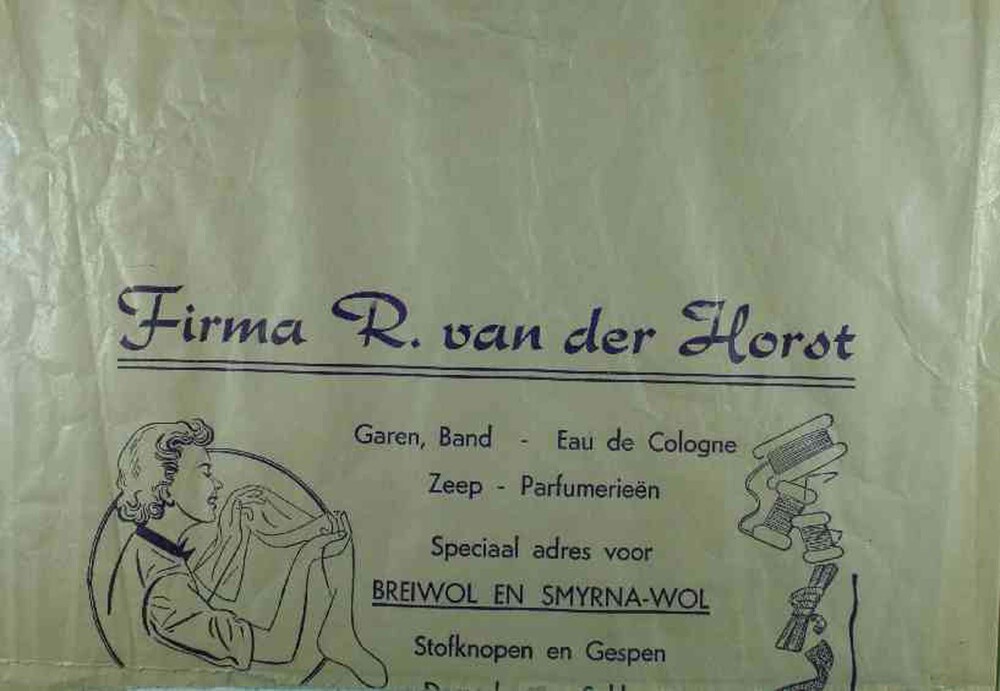 Firma R. van der Horst
Garen, Band - Eau de Cologne
Zeep - Parfumerieën
Speciaal adres voor
BREIWOL EN SMYRNA-WOL
Stofknopen en Gespen